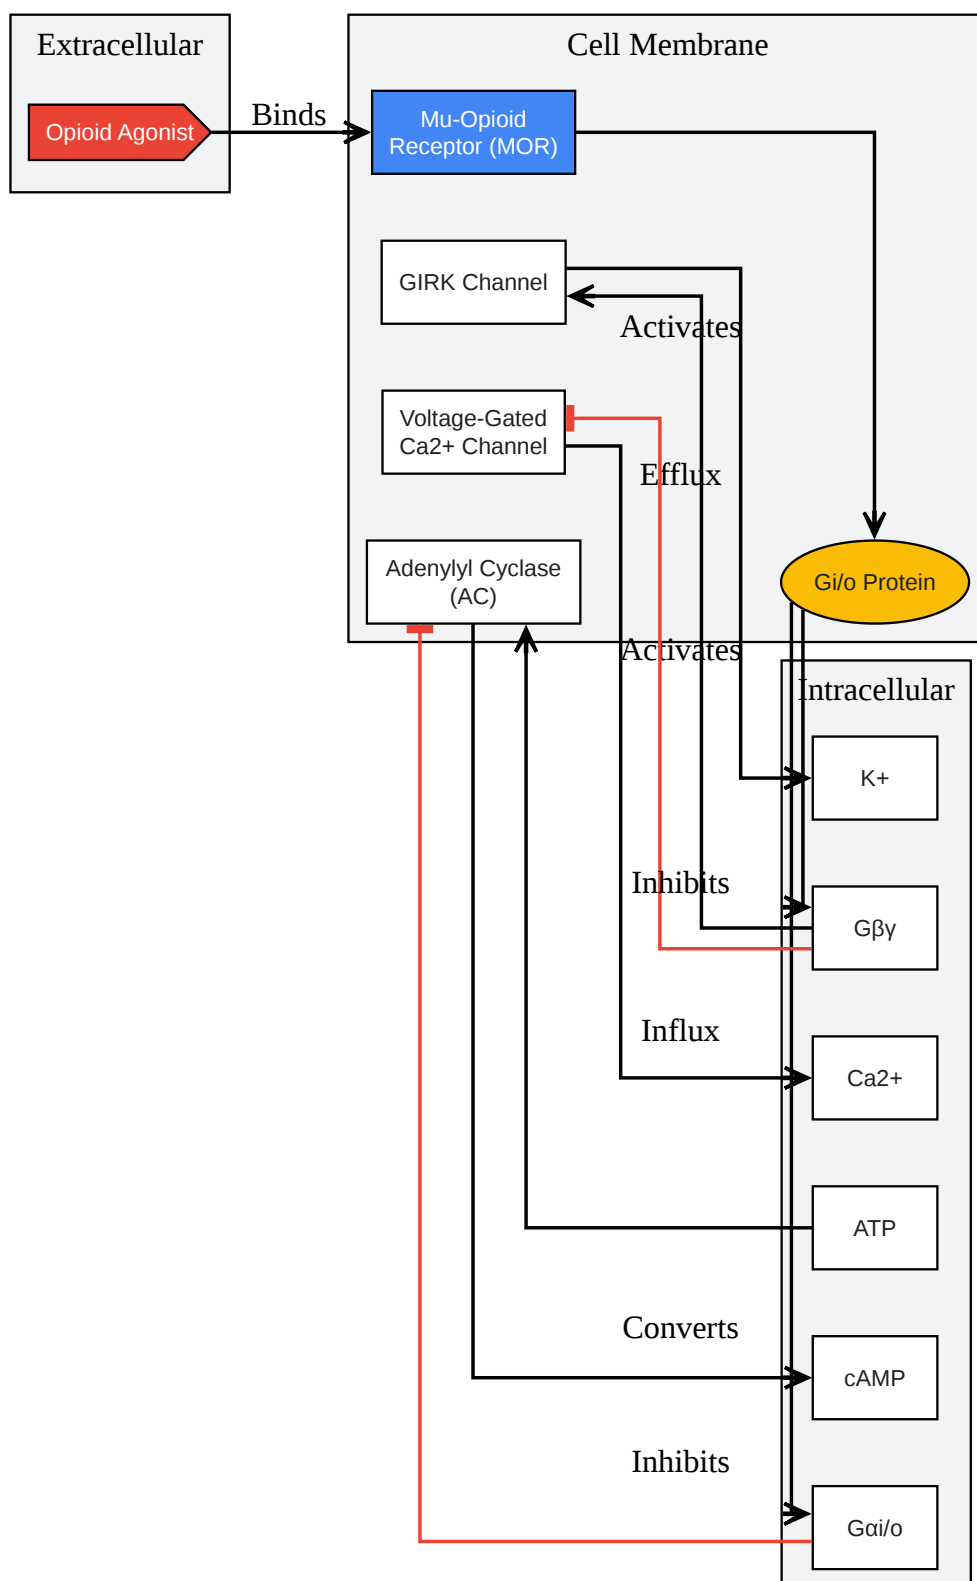 Extracellular
Cell Membrane
Opioid Agonist
Binds
Mu-Opioid
Receptor (MOR)
GIRK Channel
Activates
Voltage-Gated
Ca2+ Channel
Efflux
Adenylyl Cyclase
(AC)
Gi/o Protein
Activates
Intracellular
K+
Inhibits
Gβγ
Influx
Ca2+
ATP
Converts
cAMP
Inhibits
Gαi/o